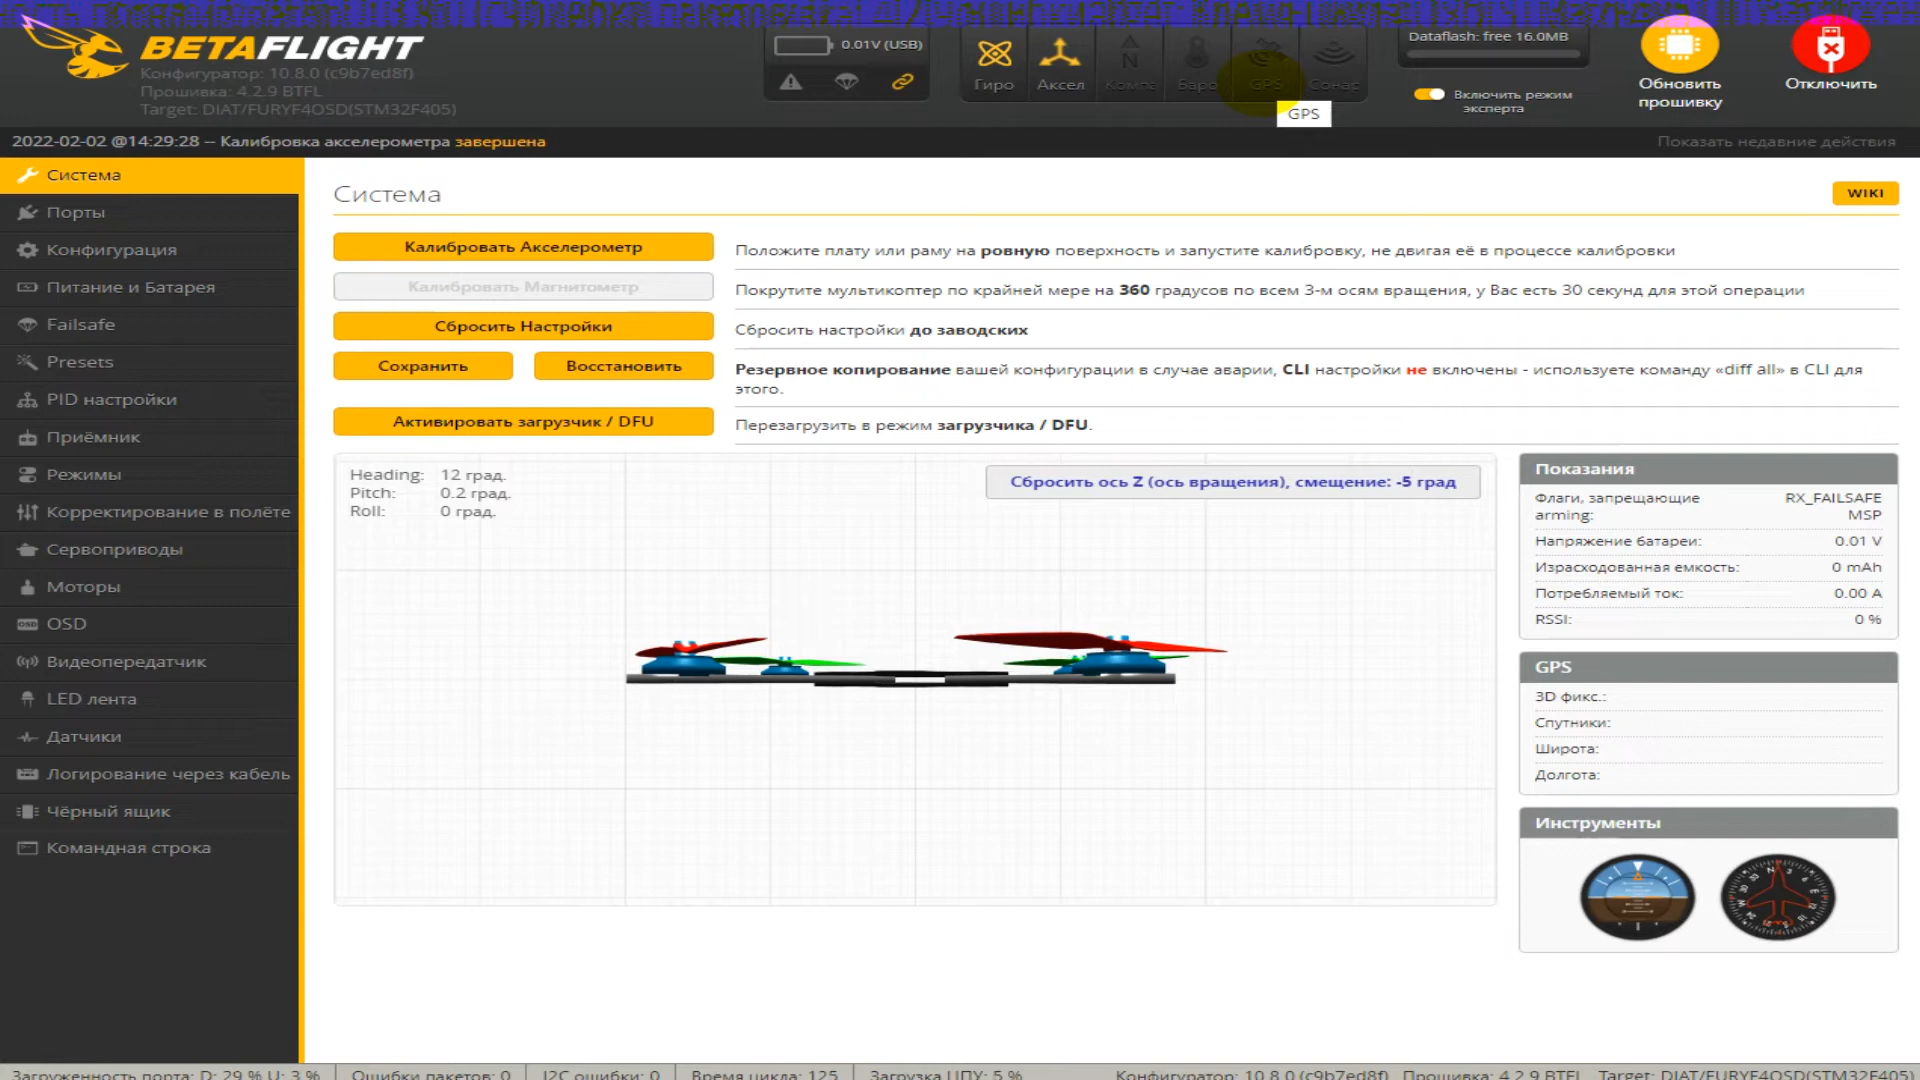 BETAFLIGHT
Конфигуратор: 10.8.0 (c9b7ed8f)
Прошивка: 4.2.9 BTFL
Target: DIAT/FURYF4OSD(STM32F405)
0.01V (USB)
Гиро
Аксел
Компа
Баро
GPS
Сонар
GPS
Dataflash: free 16.0MB
Включить режим
эксперта
Обновить
прошивку
Отключить
2022-02-02 @14:29:28 -- Калибровка акселерометра завершена
Показать недавние действия
Система
Порты
Конфигурация
Питание и Батарея
Failsafe
Presets
PID настройки
Приёмник
Режимы
Корректирование в полёте
Сервоприводы
Моторы
OSD
Видеопередатчик
LED лента
Датчики
Логирование через кабель
Чёрный ящик
Командная строка
Система
WIKI
Калибровать Акселерометр
Положите плату или раму на ровную поверхность и запустите калибровку, не двигая её в процессе калибровки
Калибровать Магнитометр
Покрутите мультикоптер по крайней мере на 360 градусов по всем 3-м осям вращения, у Вас есть 30 секунд для этой операции
Сбросить Настройки
Сбросить настройки до заводских
Сохранить
Восстановить
Резервное копирование вашей конфигурации в случае аварии, CLI настройки не включены - используете команду «diff all» в CLI для
этого.
Активировать загрузчик / DFU
Перезагрузить в режим загрузчика / DFU.
Heading: 12 град.
Pitch: 0.2 град.
Roll: 0 град.
Сбросить ось Z (ось вращения), смещение: -5 град
Показания
Флаги, запрещающие arming: RX_FAILSAFE MSP
Напряжение батареи: 0.01 V
Израсходованная емкость: 0 mAh
Потребляемый ток: 0.00 A
RSSI: 0 %
GPS
3D фикс.:
Спутники:
Широта:
Долгота:
Инструменты
Загруженность порта: D: 29 % U: 3 %
Ошибки пакетов: 0
I2C ошибки: 0
Время цикла: 125
Загрузка ЦПУ: 5 %
Конфигуратор: 10.8.0 (c9b7ed8f) Прошивка: 4.2.9 BTFL Target: DIAT/FURYF4OSD(STM32F405)